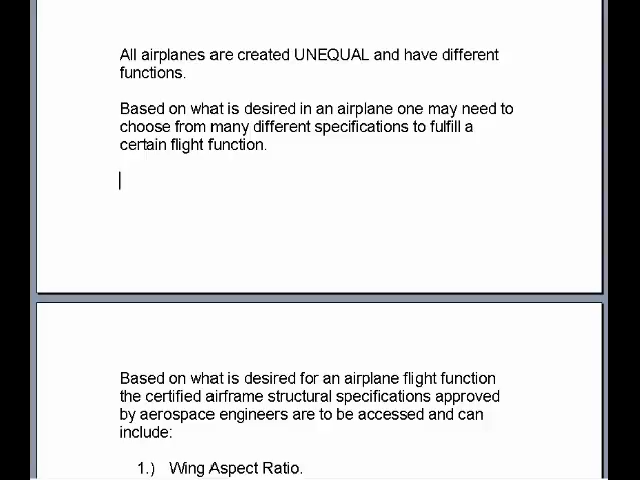 All airplanes are created UNEQUAL and have different
functions.
Based on what is desired in an airplane one may need to
choose from many different specifications to fulfill a
certain flight function.
Based on what is desired for an airplane flight function
the certified airframe structural specifications approved
by aerospace engineers are to be accessed and can
include:
1.) Wing Aspect Ratio.